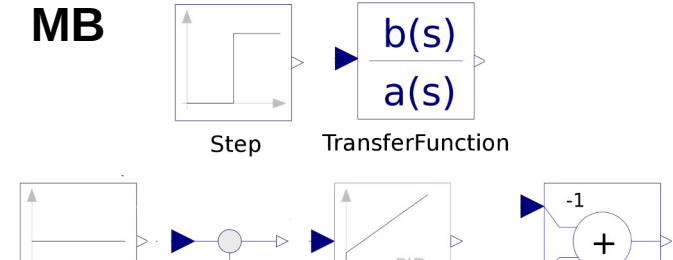 MB
b(s)
a(s)
Step
TransferFunction
-1
+